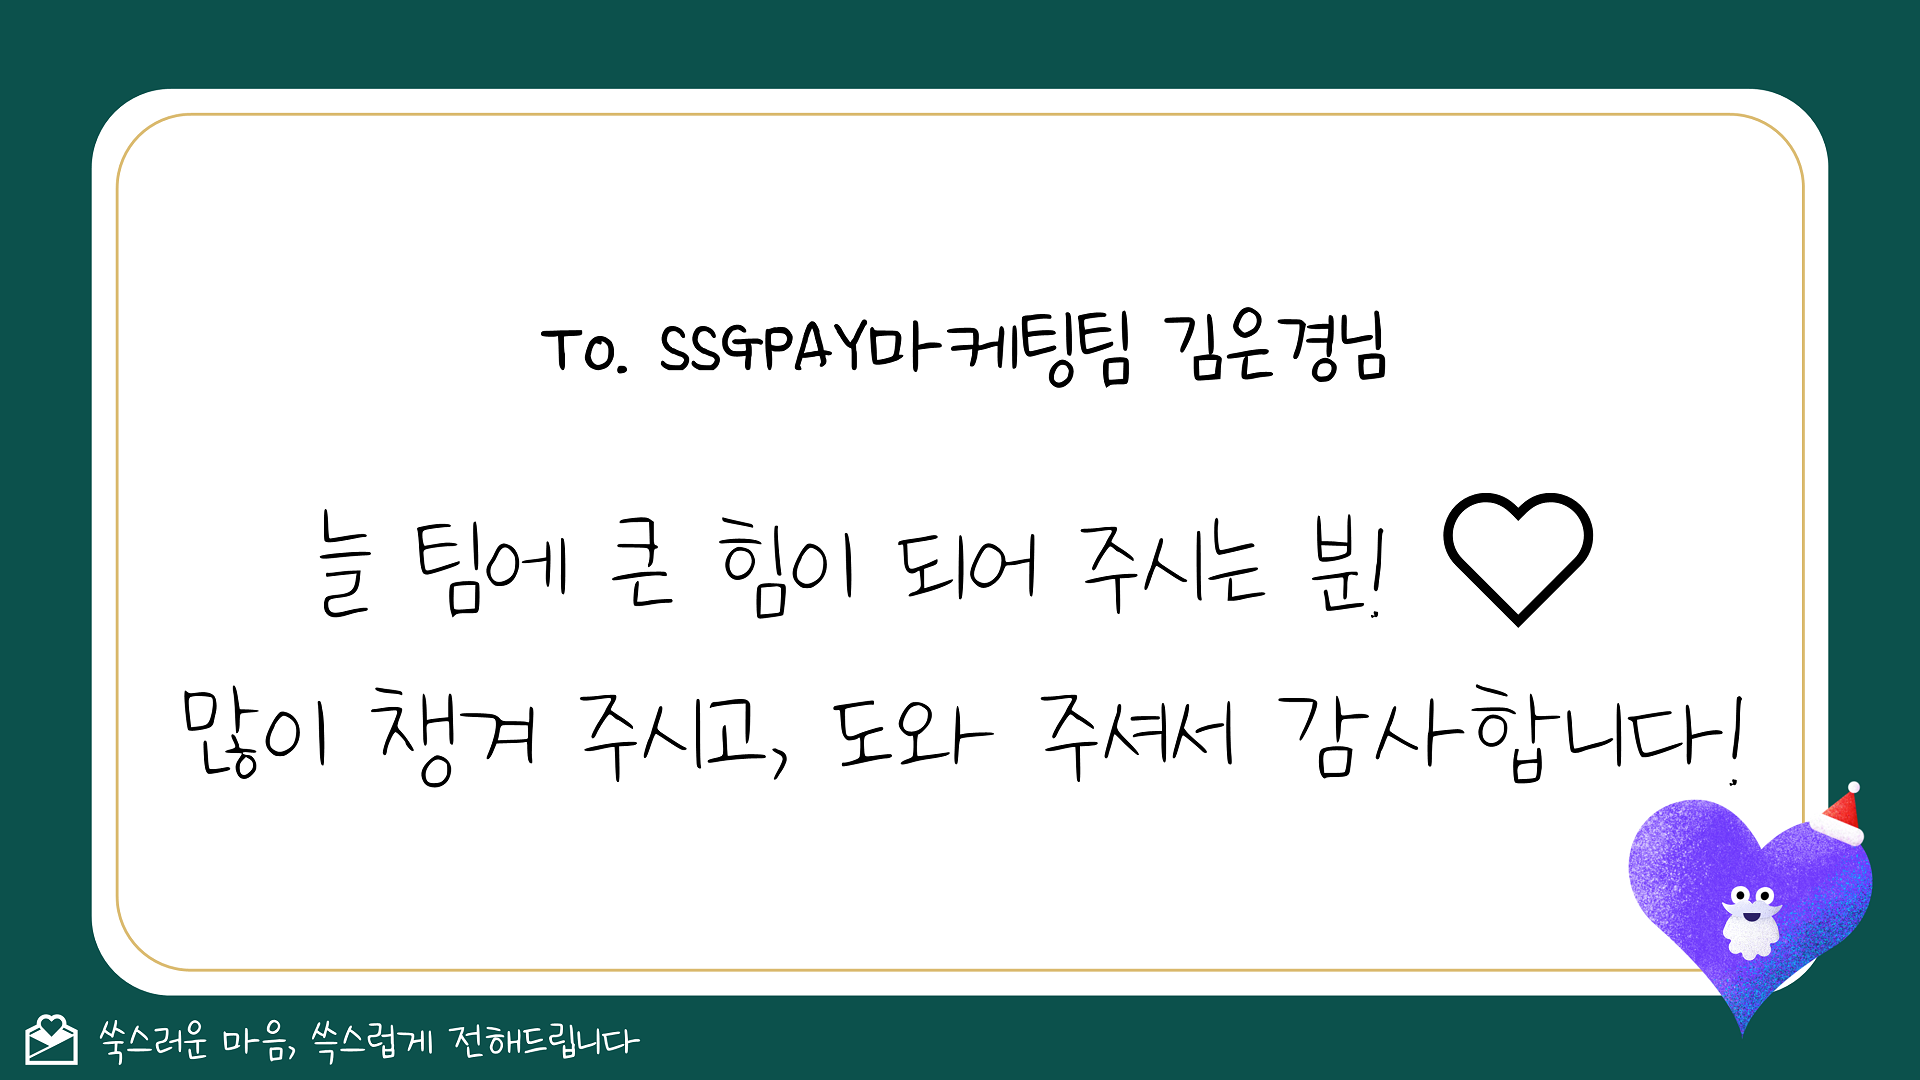 To. SSGPAY마케팅팀 김은경님
늘 팀에 큰 힘이 되어 주시는 분! ♡
많이 챙겨 주시고, 도와 주셔서 감사합니다!
쑥스러운 마음, 쓱스럽게 전해드립니다